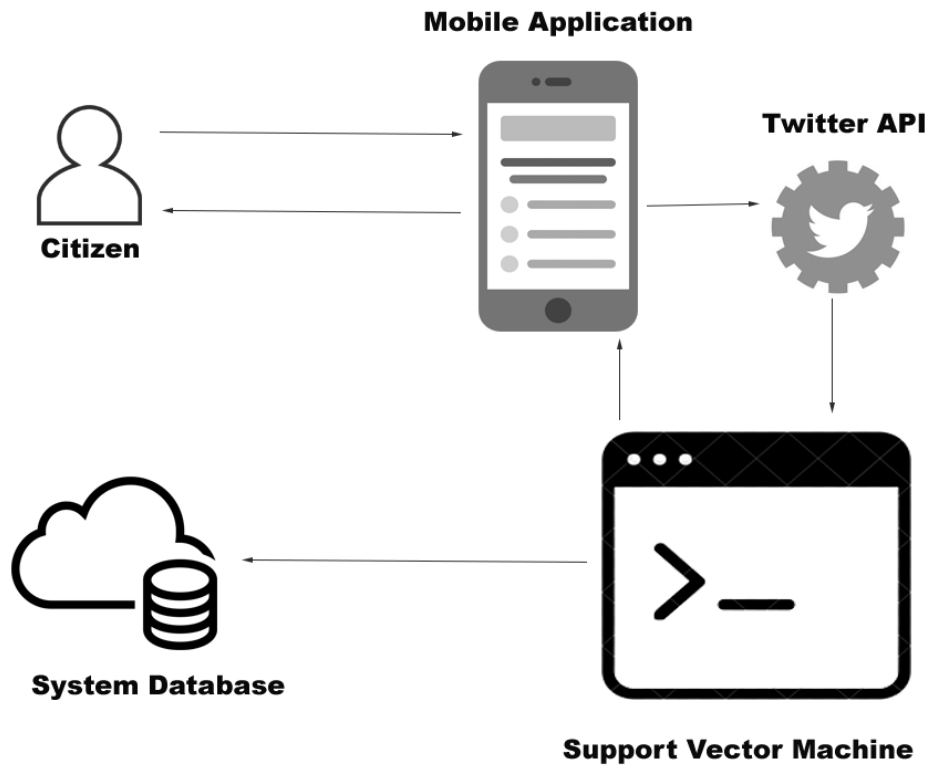 Mobile Application
Twitter API
Citizen
System Database
Support Vector Machine